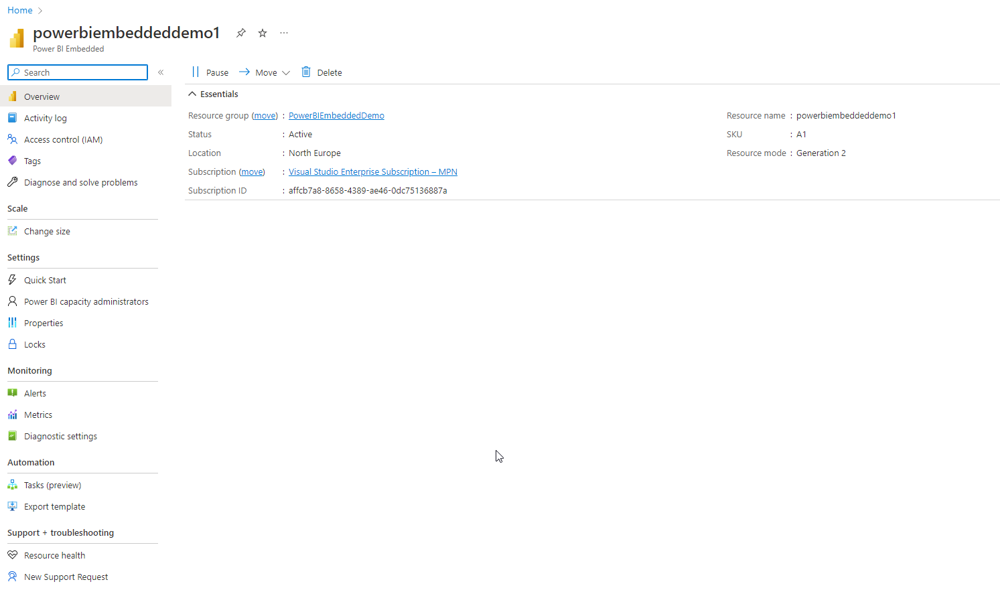 Home
powerbiembeddeddemo1
Power BI Embedded
Search
Pause Move Delete
Overview
Activity log
Access control (IAM)
Tags
Diagnose and solve problems
Scale
Change size
Settings
Quick Start
Power BI capacity administrators
Properties
Locks
Monitoring
Alerts
Metrics
Diagnostic settings
Automation
Tasks (preview)
Export template
Support + troubleshooting
Resource health
New Support Request
Essentials
Resource group (move) : PowerBIEmbeddedDemo
Status : Active
Location : North Europe
Subscription (move) : Visual Studio Enterprise Subscription – MPN
Subscription ID : affcb7a8-8658-4389-ae46-0dc75136887a
Resource name : powerbiembeddeddemo1
SKU : A1
Resource mode : Generation 2